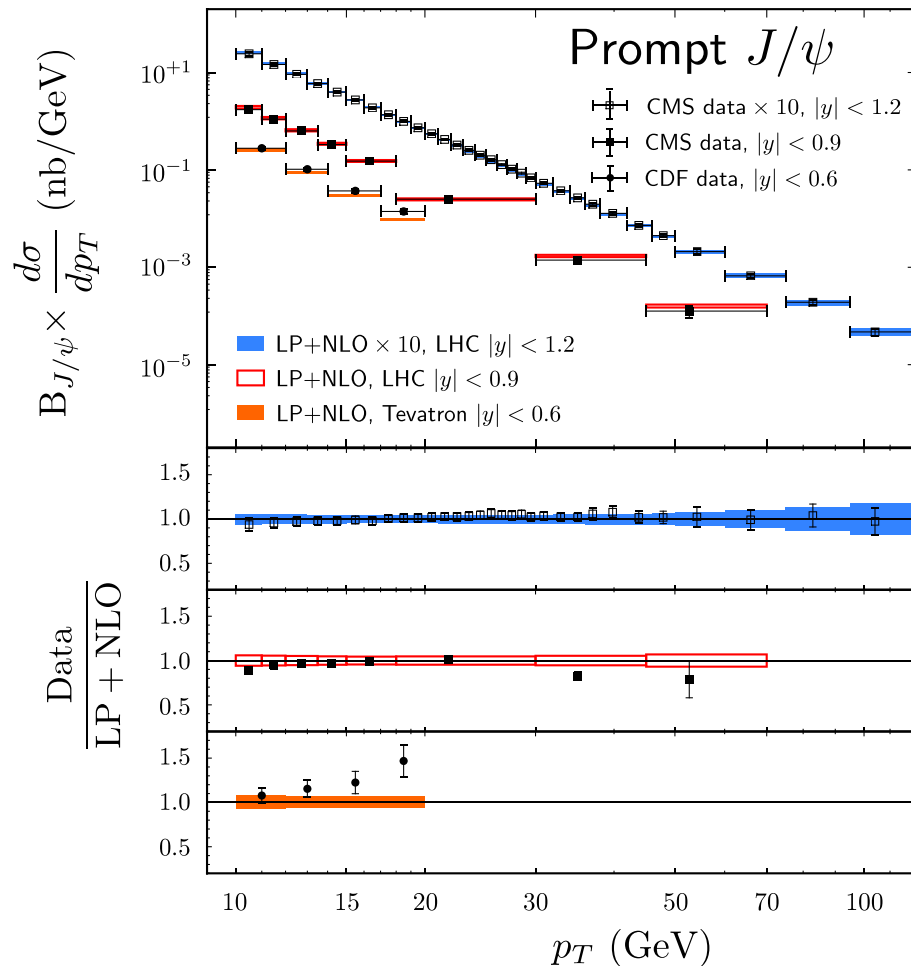 Prompt J/ψ
CMS data × 10, |y| < 1.2
CMS data, |y| < 0.9
CDF data, |y| < 0.6
B_{J/ψ} × dσ/dp_T (nb/GeV)
10^{+1}
10^{-1}
10^{-3}
10^{-5}
LP+NLO × 10, LHC |y| < 1.2
LP+NLO, LHC |y| < 0.9
LP+NLO, Tevatron |y| < 0.6
Data
LP + NLO
1.5
1.0
0.5
1.5
1.0
0.5
1.5
1.0
0.5
10 15 20 30 50 70 100
p_T (GeV)